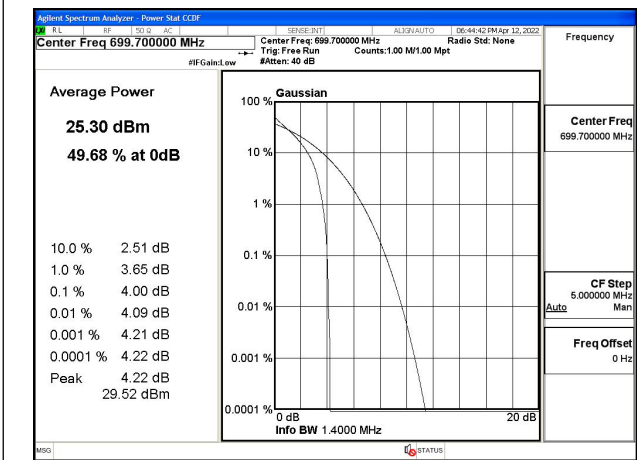 Agilent Spectrum Analyzer - Power Stat CCDF
RL RF 50 Ω AC SENSE:INT ALIGN AUTO 06:44:42 PM Apr 12, 2022
Center Freq 699.700000 MHz
Center Freq: 699.700000 MHz Radio Std: None
Trig: Free Run Counts:1.00 M/1.00 Mpt
#IFGain:Low #Atten: 40 dB
Frequency
Average Power
25.30 dBm
49.68 % at 0dB
10.0 % 2.51 dB
1.0 % 3.65 dB
0.1 % 4.00 dB
0.01 % 4.09 dB
0.001 % 4.21 dB
0.0001 % 4.22 dB
Peak 4.22 dB
29.52 dBm
Gaussian
100 %
10 %
1 %
0.1 %
0.01 %
0.001 %
0.0001 %
0 dB 20 dB
Info BW 1.4000 MHz
Center Freq
699.700000 MHz
CF Step
5.000000 MHz
Auto Man
Freq Offset
0 Hz
MSG STATUS